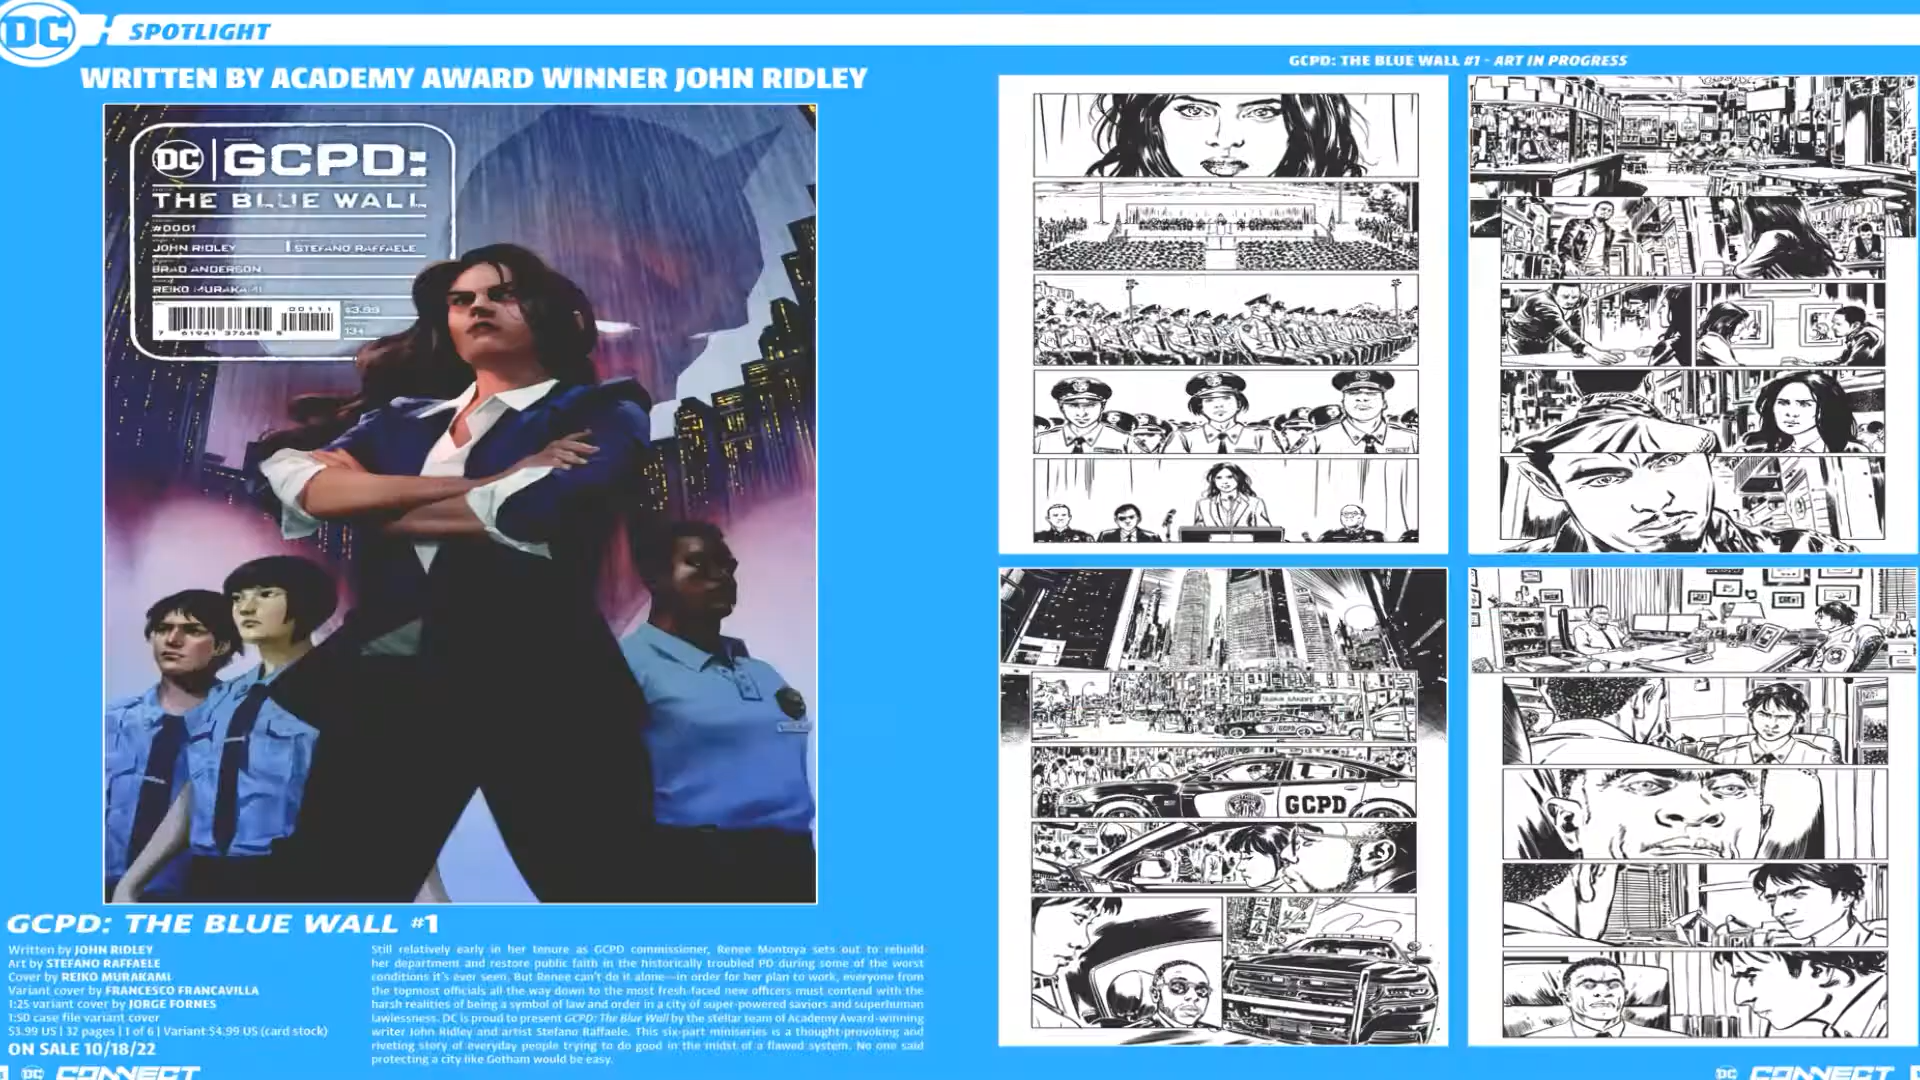 DC
SPOTLIGHT
WRITTEN BY ACADEMY AWARD WINNER JOHN RIDLEY
GCPD: THE BLUE WALL #1 - ART IN PROGRESS
DC GCPD:
THE BLUE WALL
#0001
JOHN RIDLEY STEFANO RAFFAELE
BRAD ANDERSON
REIKO MURAKAMI
00111
$3.99
7 61941 37645 8
13+
GCPD
GCPD
GCPD: THE BLUE WALL #1
Written by JOHN RIDLEY
Art by STEFANO RAFFAELE
Cover by REIKO MURAKAMI
Variant cover by FRANCESCO FRANCAVILLA
1:25 variant cover by JORGE FORNES
1:50 case file variant cover
$3.99 US | 32 pages | 1 of 6 | Variant $4.99 US (card stock)
ON SALE 10/18/22
Still relatively early in her tenure as GCPD commissioner, Renee Montoya sets out to rebuild
her department and restore public faith in the historically troubled PD during some of the worst
conditions it's ever seen. But Renee can't do it alone—in order for her plan to work, everyone from
the topmost officials all the way down to the most fresh-faced new officers must contend with the
harsh realities of being a symbol of law and order in a city of super-powered saviors and superhuman
lawlessness. DC is proud to present GCPD: The Blue Wall by the stellar team of Academy Award-winning
writer John Ridley and artist Stefano Raffaele. This six-part miniseries is a thought-provoking and
riveting story of everyday people trying to do good in the midst of a flawed system. No one said
protecting a city like Gotham would be easy.
DC CONNECT
DC CONNECT